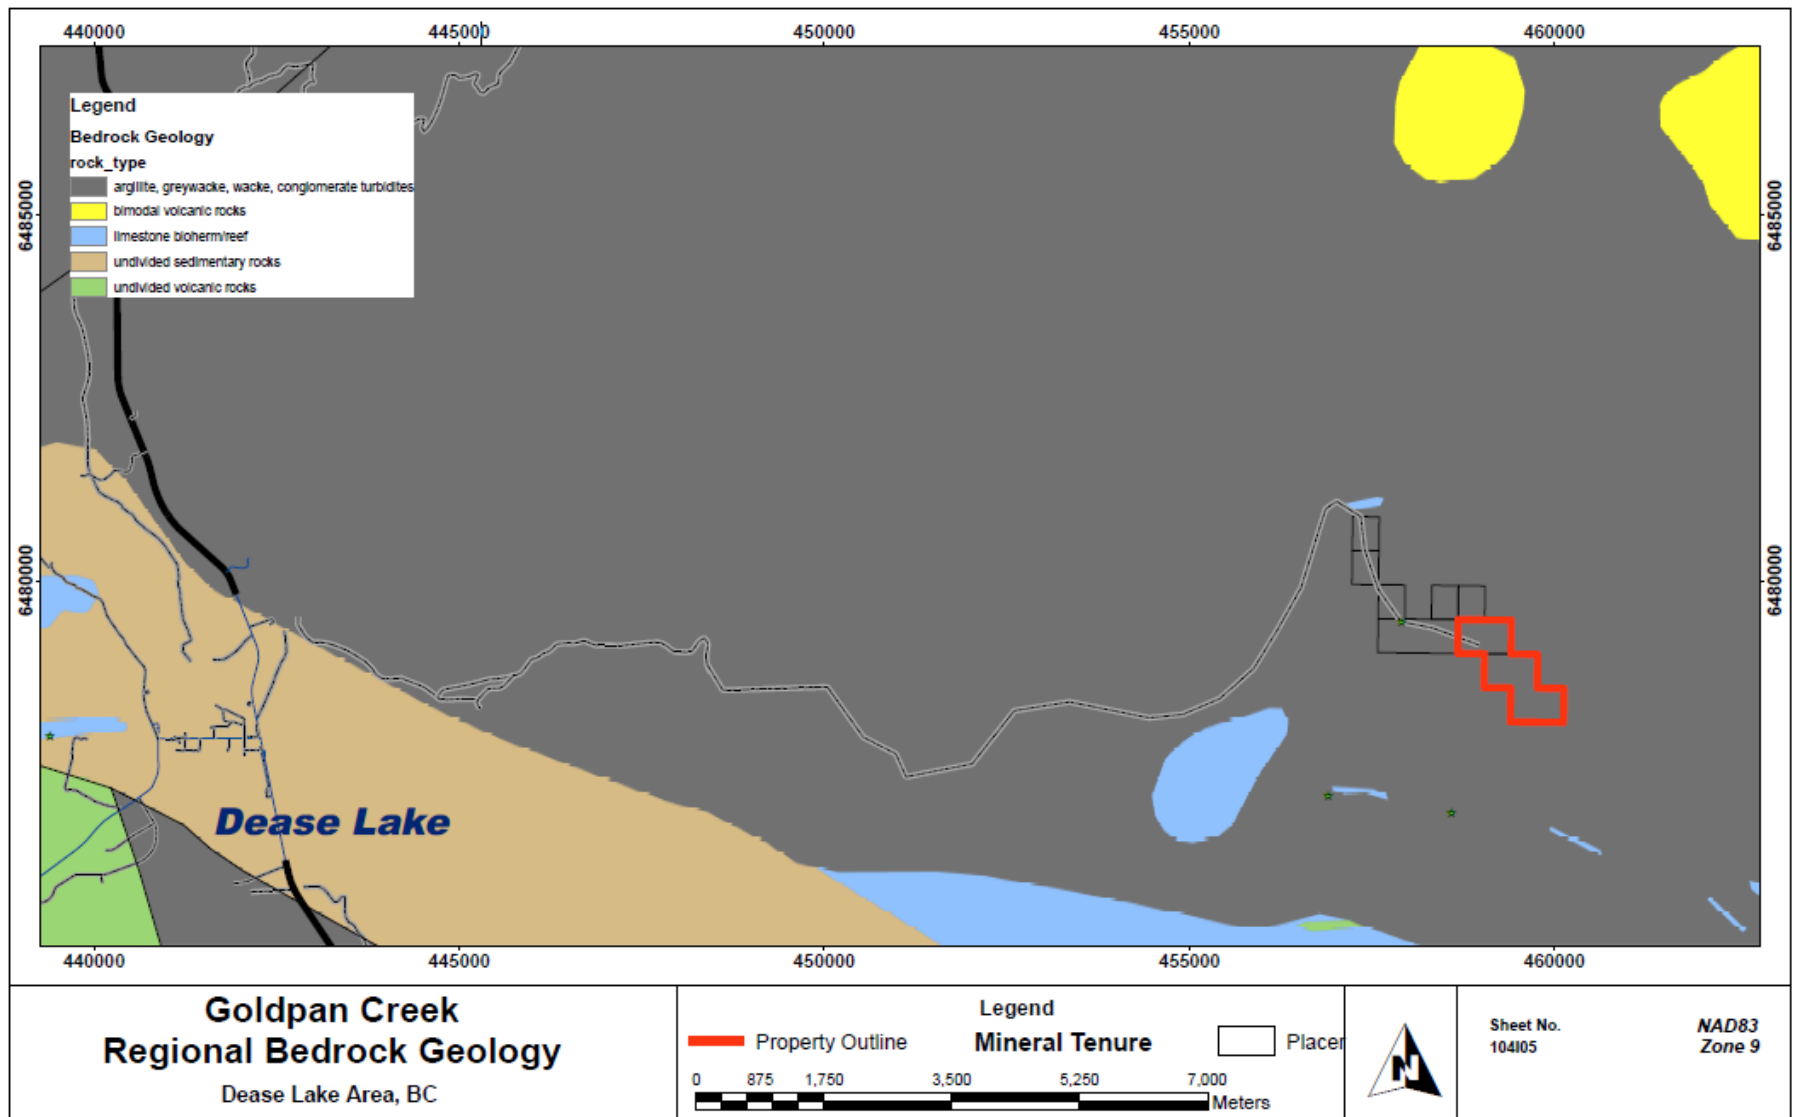 440000
445000
450000
455000
460000
Legend
Bedrock Geology
rock_type
argillite, greywacke, wacke, conglomerate turbidites
bimodal volcanic rocks
limestone bioherm/reef
undivided sedimentary rocks
undivided volcanic rocks
6485000
6485000
6480000
6480000
Dease Lake
440000
445000
450000
455000
460000
Goldpan Creek
Regional Bedrock Geology
Dease Lake Area, BC
Legend
Property Outline
Mineral Tenure
Placer
0 875 1,750 3,500 5,250 7,000
Meters
N
Sheet No.
104I05
NAD83
Zone 9